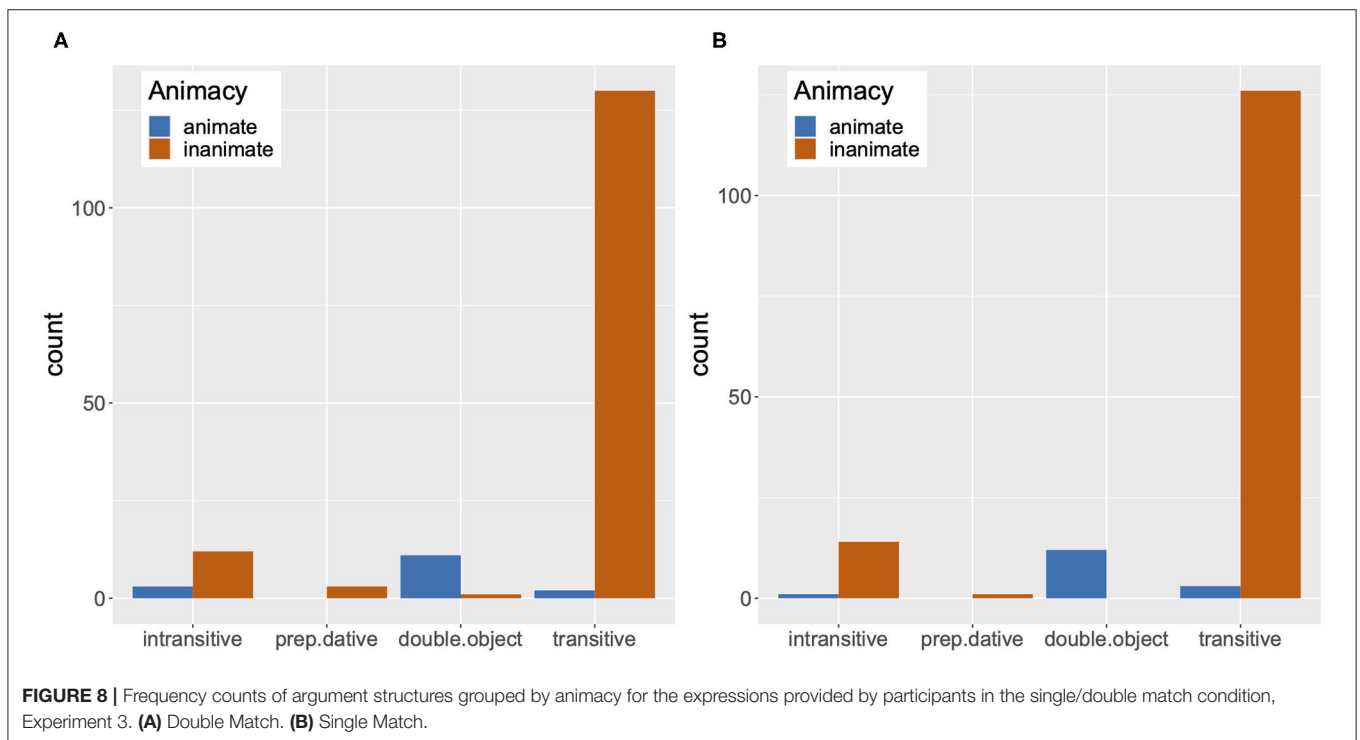 A
Animacy
animate
inanimate
100
50
0
count
intransitive prep.dative double.object transitive
B
Animacy
animate
inanimate
100
50
0
count
intransitive prep.dative double.object transitive
FIGURE 8 | Frequency counts of argument structures grouped by animacy for the expressions provided by participants in the single/double match condition,
Experiment 3. (A) Double Match. (B) Single Match.